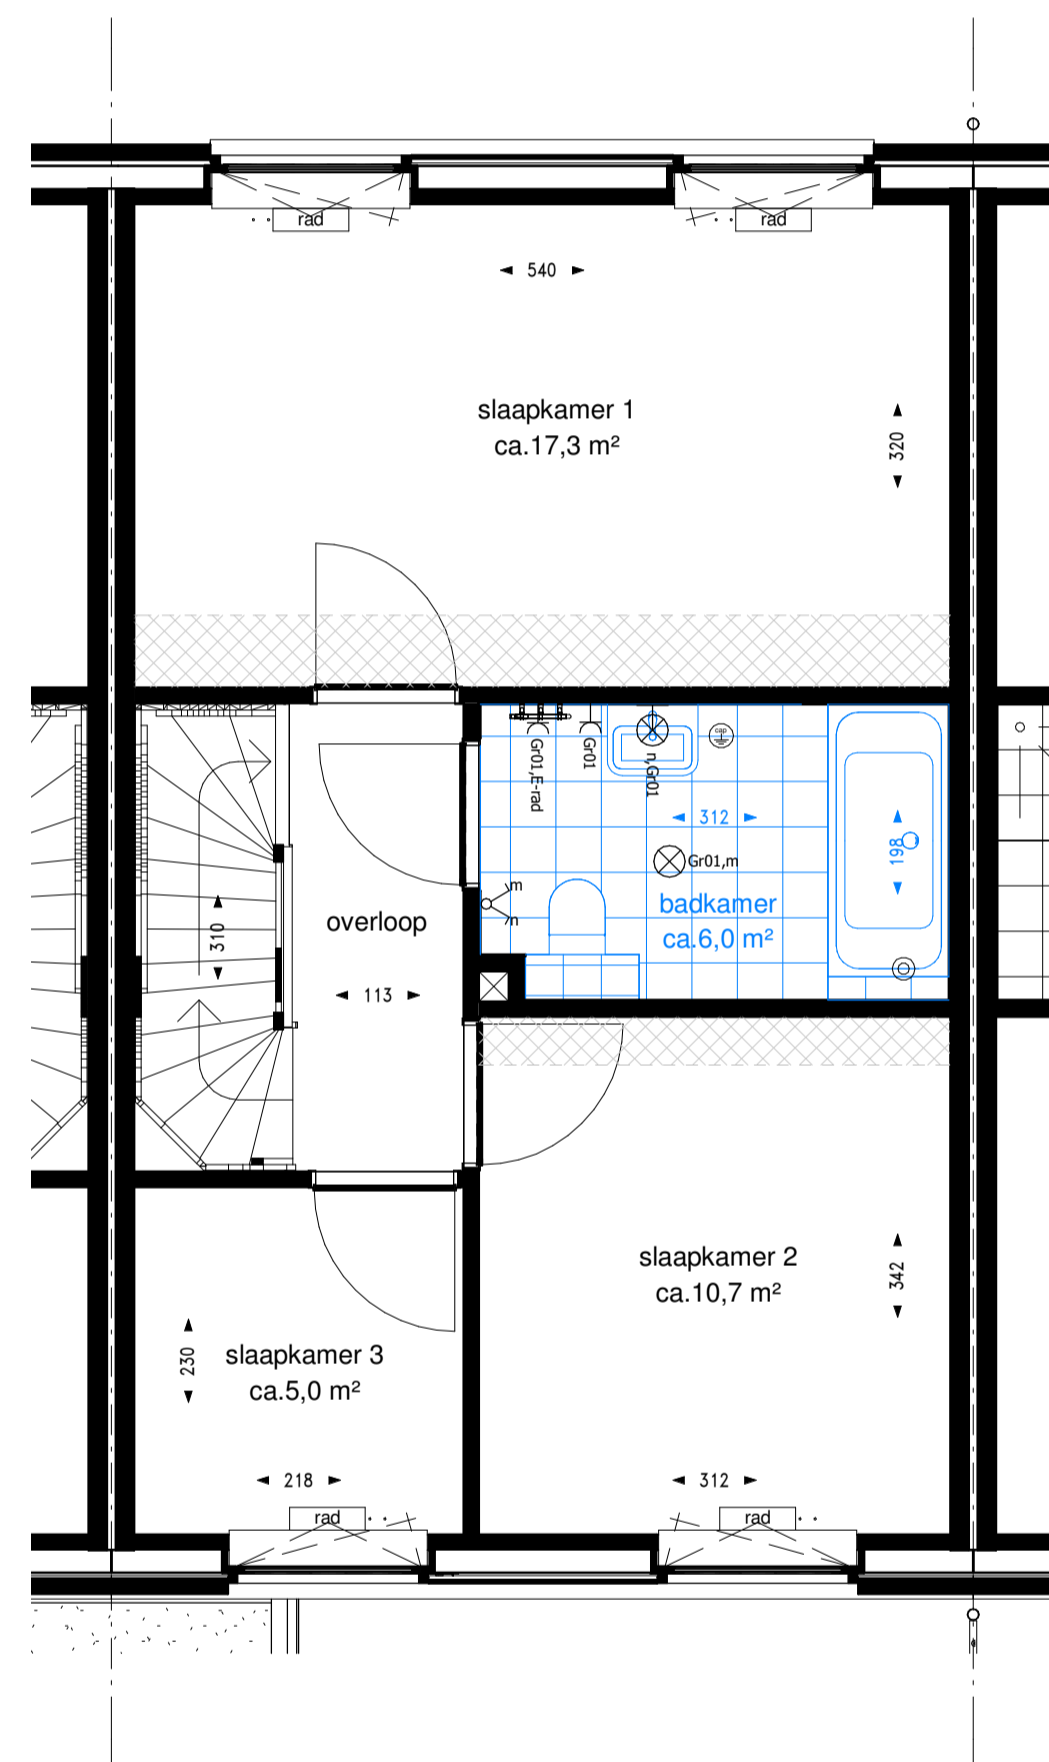 rad
rad
540
slaapkamer 1
ca.17,3 m²
320
Gr01,E-rad
Gr01
n,Gr01
cap
312
198
Gr01,m
m
n
badkamer
ca.6,0 m²
overloop
310
113
slaapkamer 2
ca.10,7 m²
342
slaapkamer 3
ca.5,0 m²
230
218
312
rad
rad